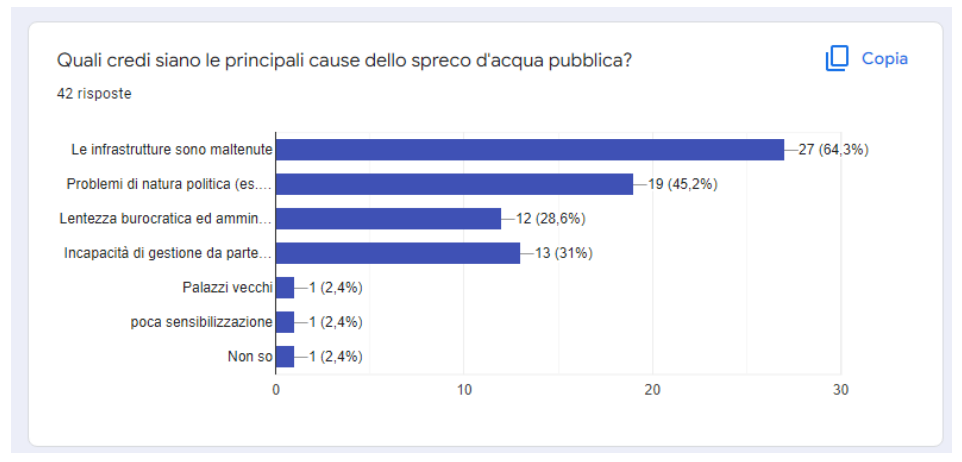 Quali credi siano le principali cause dello spreco d'acqua pubblica?
Copia
42 risposte
Le infrastrutture sono maltenute 27 (64,3%)
Problemi di natura politica (es.... 19 (45,2%)
Lentezza burocratica ed ammin... 12 (28,6%)
Incapacità di gestione da parte... 13 (31%)
Palazzi vecchi 1 (2,4%)
poca sensibilizzazione 1 (2,4%)
Non so 1 (2,4%)
0 10 20 30